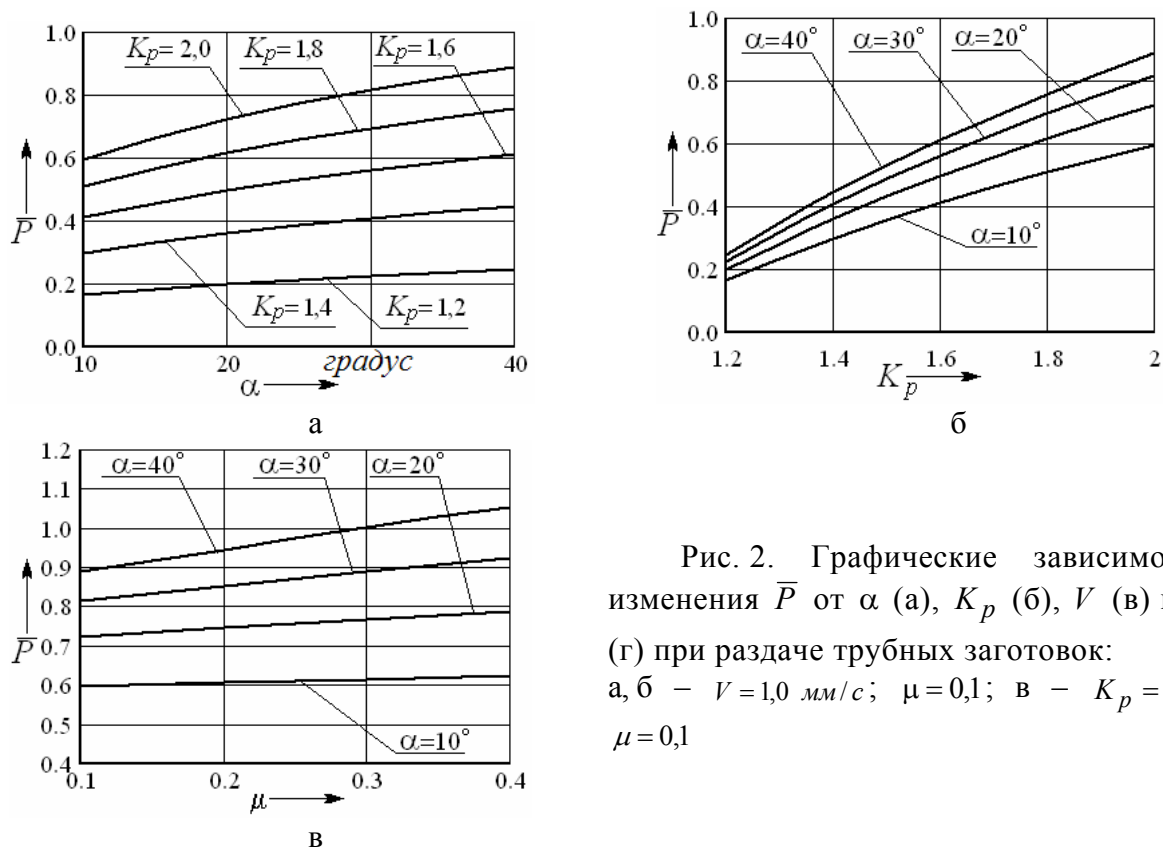 1.0
0.8
0.6
0.4
0.2
0.0
P̅
K_p = 2,0
K_p = 1,8
K_p = 1,6
K_p = 1,4
K_p = 1,2
10 20 градус 40
α
а
1.0
0.8
0.6
0.4
0.2
0.0
P̅
α=40°
α=30°
α=20°
α=10°
1.2 1.4 1.6 1.8 2
K_p
б
1.2
1.1
1.0
0.9
0.8
0.7
0.6
0.5
0.4
P̅
α=40°
α=30°
α=20°
α=10°
0.1 0.2 0.3 0.4
μ
в
Рис. 2. Графические зависимо
изменения P̅ от α (а), K_p (б), V (в)
(г) при раздаче трубных заготовок:
а, б – V = 1,0 мм/с; μ = 0,1; в – K_p =
μ = 0,1